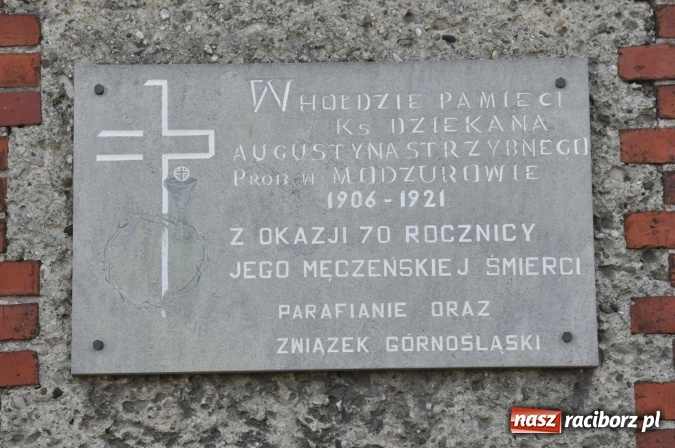 W HOŁDZIE PAMIĘCI
Ks DZIEKANA
AUGUSTYNA STRZYBNEGO
PROB. W MODZUROWIE
1906 - 1921
Z OKAZJI 70 ROCZNICY
JEGO MĘCZEŃSKIEJ ŚMIERCI
PARAFIANIE ORAZ
ZWIĄZEK GÓRNOŚLĄSKI
nasz raciborz.pl